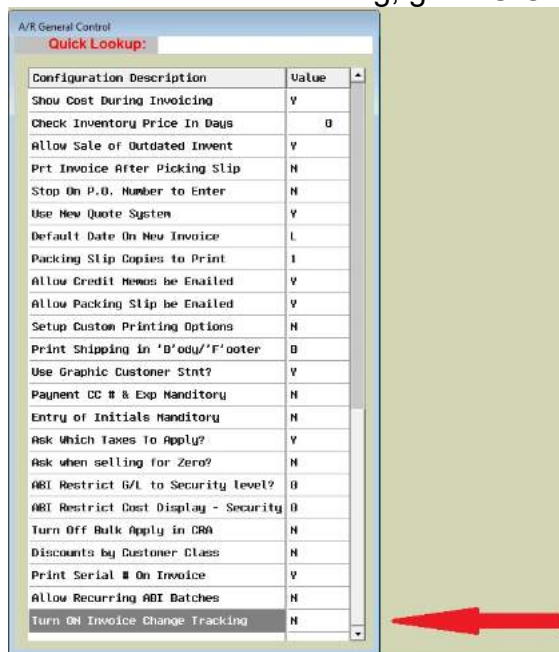 A/R General Control
Quick Lookup:
Configuration Description Value
Show Cost During Invoicing Y
Check Inventory Price In Days 0
Allow Sale of Outdated Invent Y
Prt Invoice After Picking Slip N
Stop On P.O. Number to Enter N
Use New Quote System Y
Default Date On New Invoice L
Packing Slip Copies to Print 1
Allow Credit Memos be Emailed Y
Allow Packing Slip be Emailed Y
Setup Custom Printing Options N
Print Shipping in 'B'ody/'F'ooter B
Use Graphic Customer Stnt? Y
Payment CC # & Exp Manditory N
Entry of Initials Manditory N
Ask Which Taxes To Apply? Y
Ask when selling for Zero? N
ABI Restrict G/L to Security level? 0
ABI Restrict Cost Display - Security 0
Turn Off Bulk Apply in CRA N
Discounts by Customer Class N
Print Serial # On Invoice Y
Allow Recurring ABI Batches N
Turn ON Invoice Change Tracking N